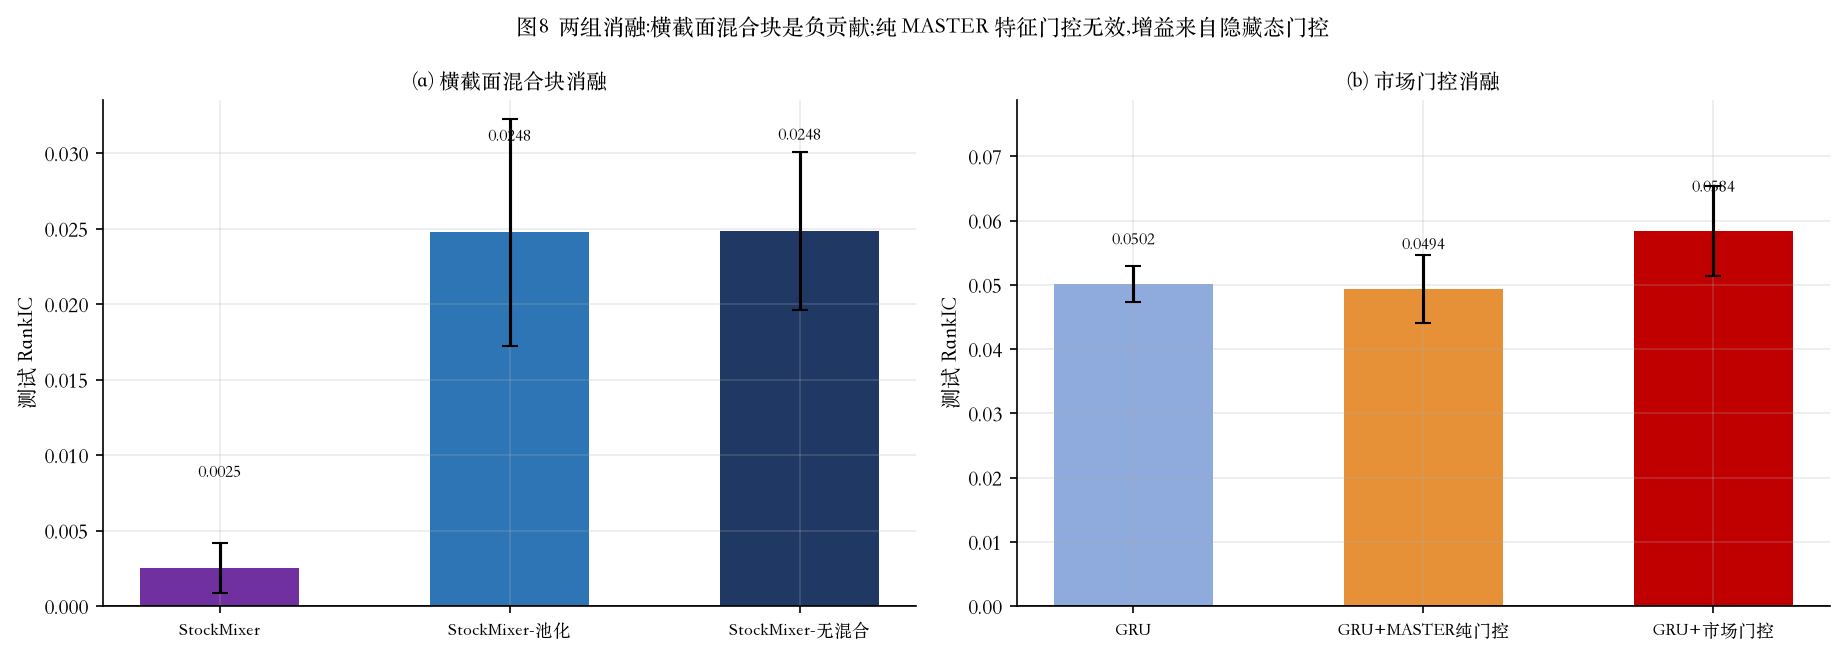 图8 两组消融:横截面混合块是负贡献;纯 MASTER 特征门控无效,增益来自隐藏态门控
(a) 横截面混合块消融
测试 RankIC
0.030
0.025
0.020
0.015
0.010
0.005
0.000
0.0025
0.0248
0.0248
StockMixer
StockMixer-池化
StockMixer-无混合
(b) 市场门控消融
测试 RankIC
0.07
0.06
0.05
0.04
0.03
0.02
0.01
0.00
0.0502
0.0494
0.0584
GRU
GRU+MASTER纯门控
GRU+市场门控